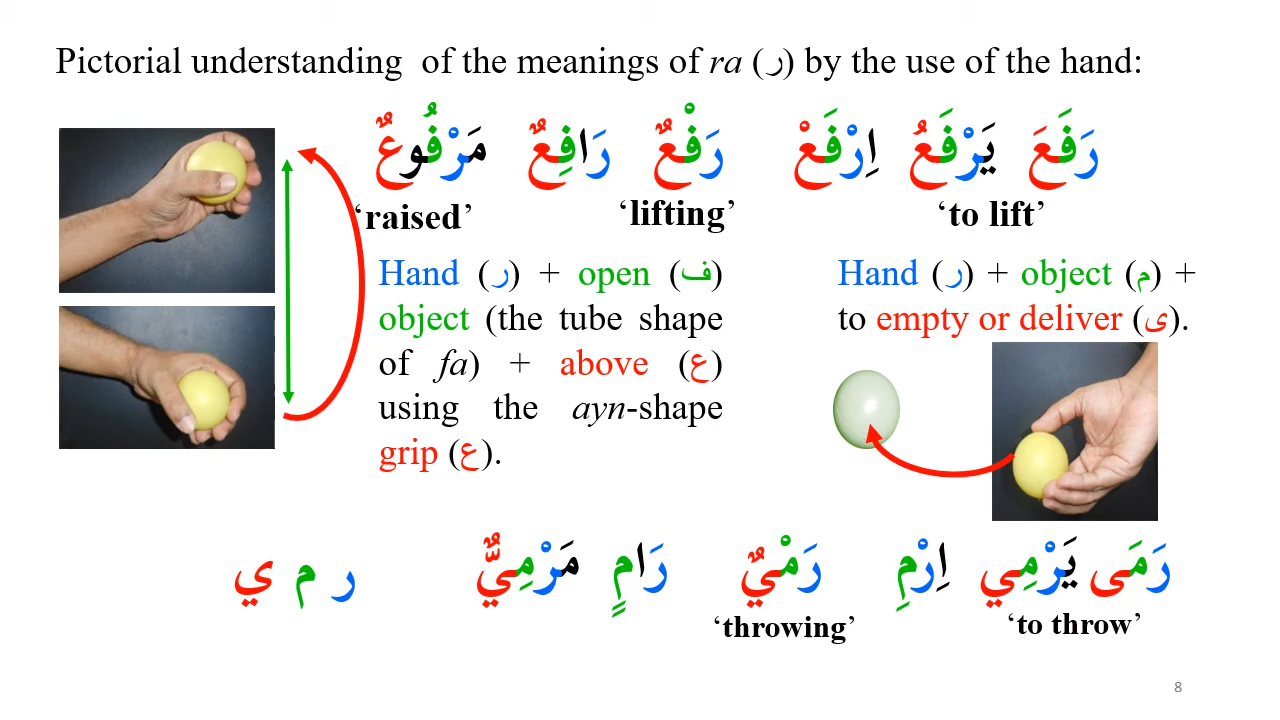 Pictorial understanding of the meanings of ra (ر) by the use of the hand:
رَفَعَ يَرْفَعُ اِرْفَعْ رَفْعٌ رَافِعٌ مَرْفُوعٌ
‘raised’ ‘lifting’ ‘to lift’
Hand (ر) + open (ف)
object (the tube shape
of fa) + above (ع)
using the ayn-shape
grip (ع).
Hand (ر) + object (م) +
to empty or deliver (ى).
رَمَى يَرْمِي اِرْمِ رَمْيٌ رَامٍ مَرْمِيٌّ ر م ي
‘throwing’ ‘to throw’
8